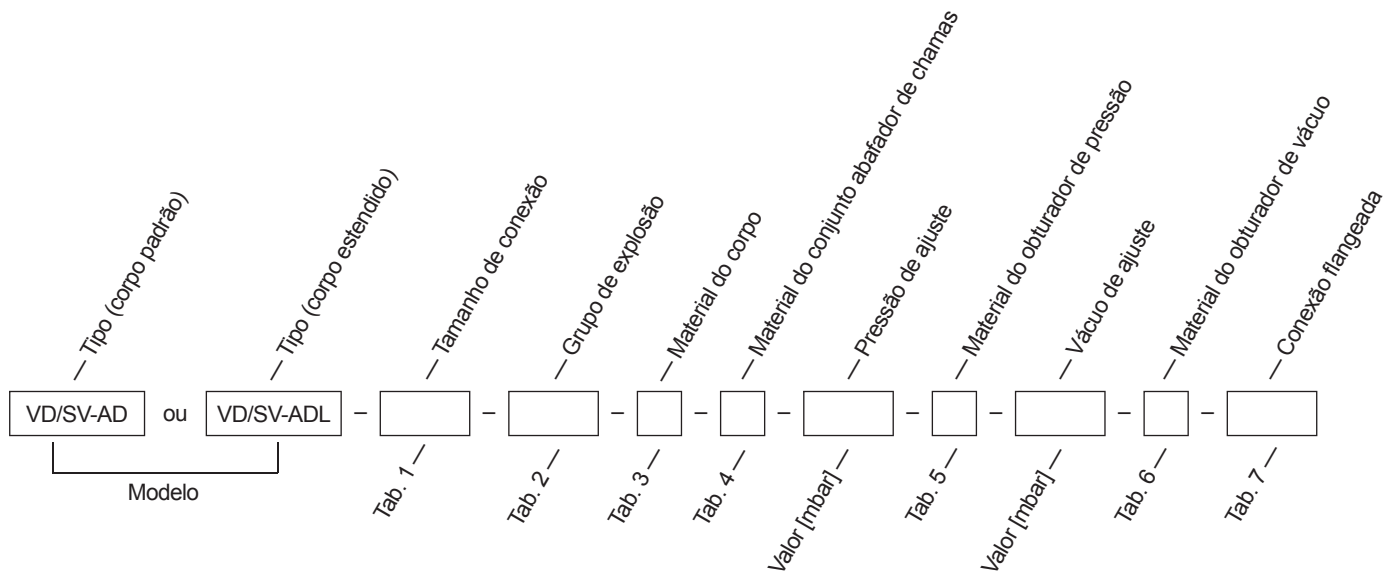 Tipo (corpo padrão)
Tipo (corpo estendido)
Tamanho de conexão
Grupo de explosão
Material do corpo
Material do conjunto abafador de chamas
Pressão de ajuste
Material do obturador de pressão
Vácuo de ajuste
Material do obturador de vácuo
Conexão flangeada
VD/SV-AD ou VD/SV-ADL – – – – – – – – –
Modelo
Tab. 1
Tab. 2
Tab. 3
Tab. 4
Valor [mbar]
Tab. 5
Valor [mbar]
Tab. 6
Tab. 7